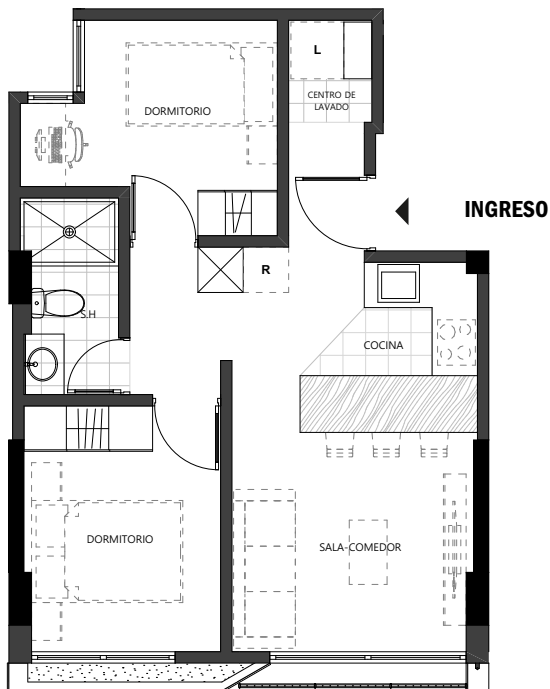 L
CENTRO DE
LAVADO
DORMITORIO
INGRESO
R
S.H
COCINA
DORMITORIO
SALA-COMEDOR